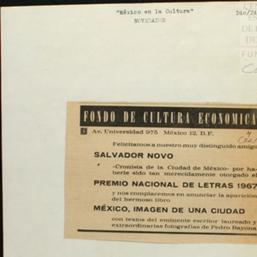 "México en la Cultura"
NOVEDADES
FONDO DE CULTURA ECONOMICA
Av. Universidad 975 México 12, D.F.
Felicitamos a nuestro muy distinguido amigo
SALVADOR NOVO
-Cronista de la Ciudad de México- por ha-
berle sido tan merecidamente otorgado el
PREMIO NACIONAL DE LETRAS 1967
y nos complacemos en anunciar la aparición
del hermoso libro
MÉXICO, IMAGEN DE UNA CIUDAD
con textos del eminente escritor laureado y
extraordinarias fotografías de Pedro Bayona